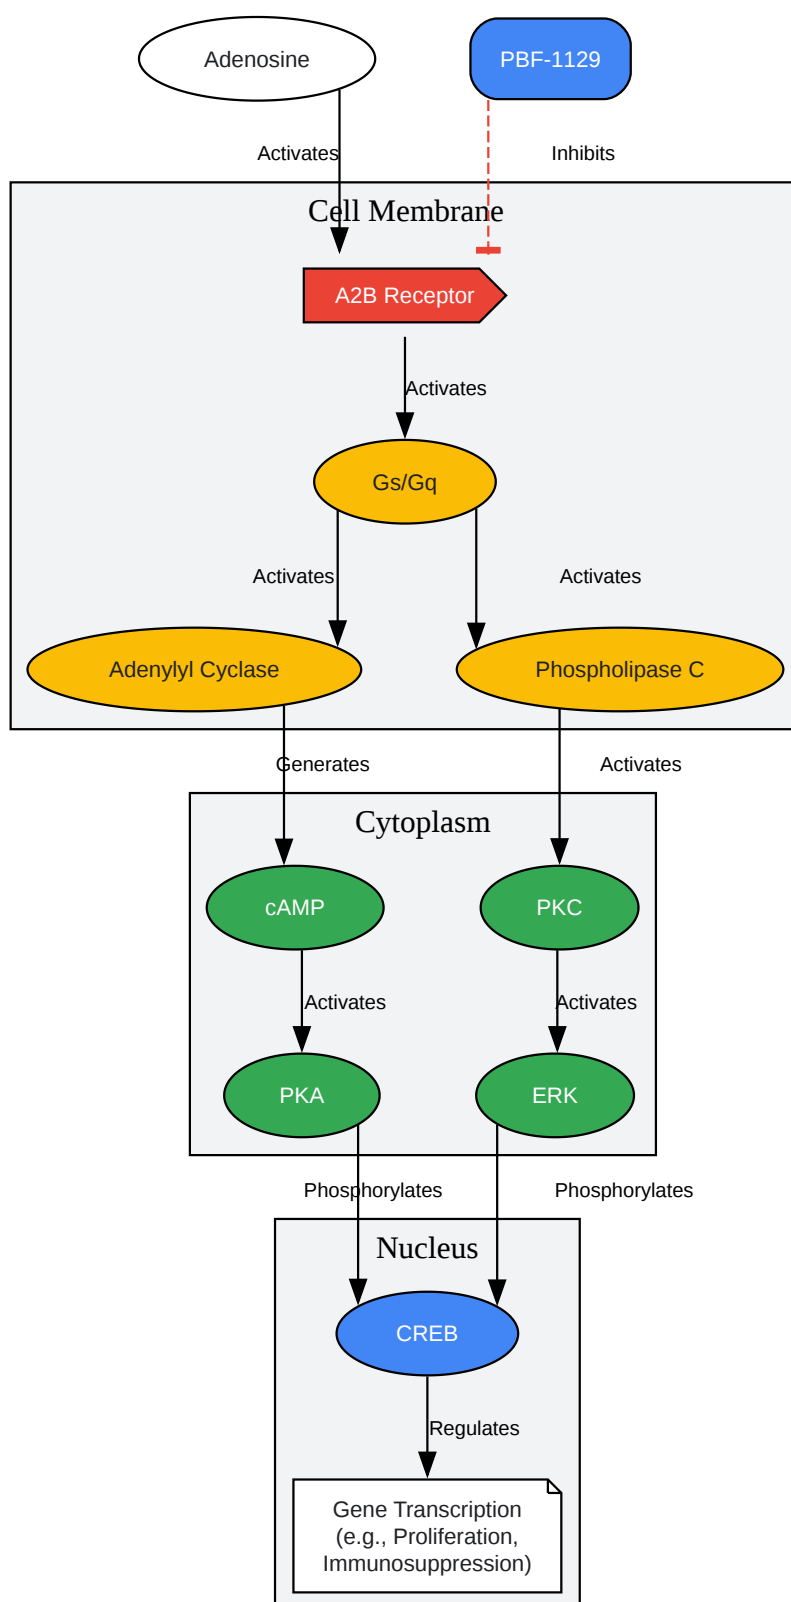 Adenosine
PBF-1129
Activates
Inhibits
Cell Membrane
A2B Receptor
Activates
Gs/Gq
Activates
Activates
Adenylyl Cyclase
Phospholipase C
Generates
Activates
Cytoplasm
cAMP
PKC
Activates
Activates
PKA
ERK
Phosphorylates
Phosphorylates
Nucleus
CREB
Regulates
Gene Transcription
(e.g., Proliferation,
Immunosuppression)